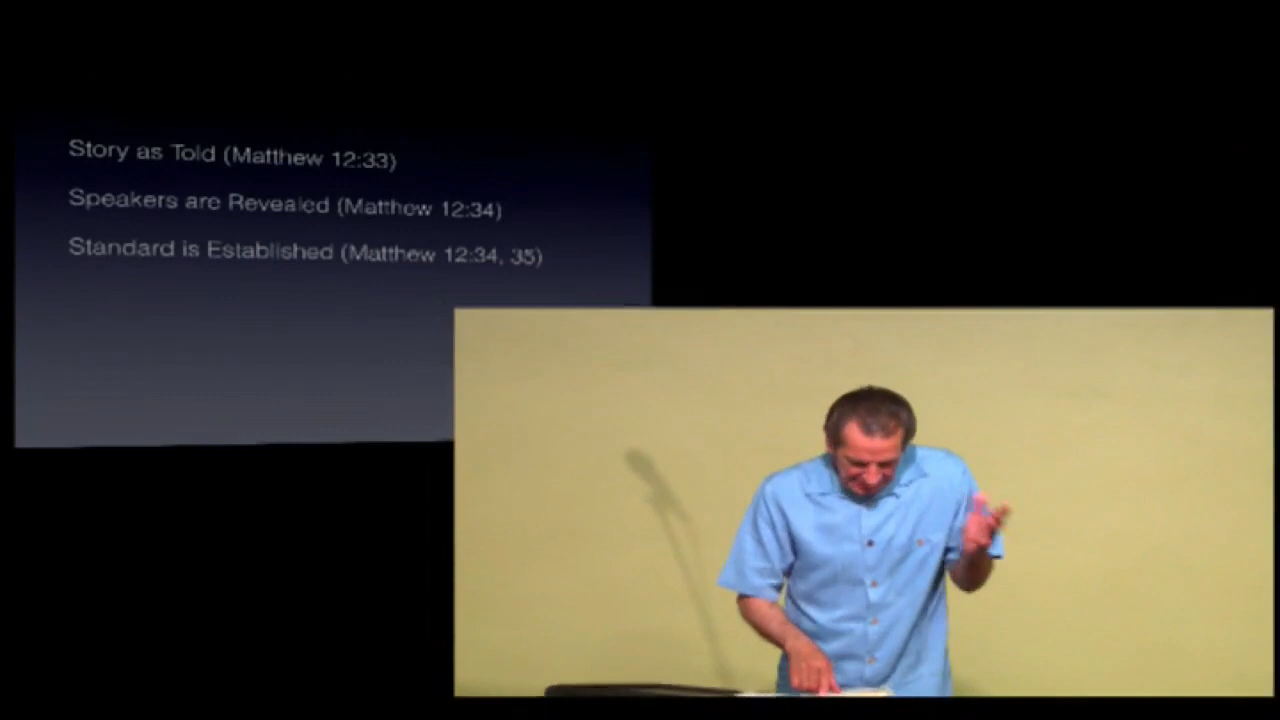 Story as Told (Matthew 12:33)
Speakers are Revealed (Matthew 12:34)
Standard is Established (Matthew 12:34, 35)